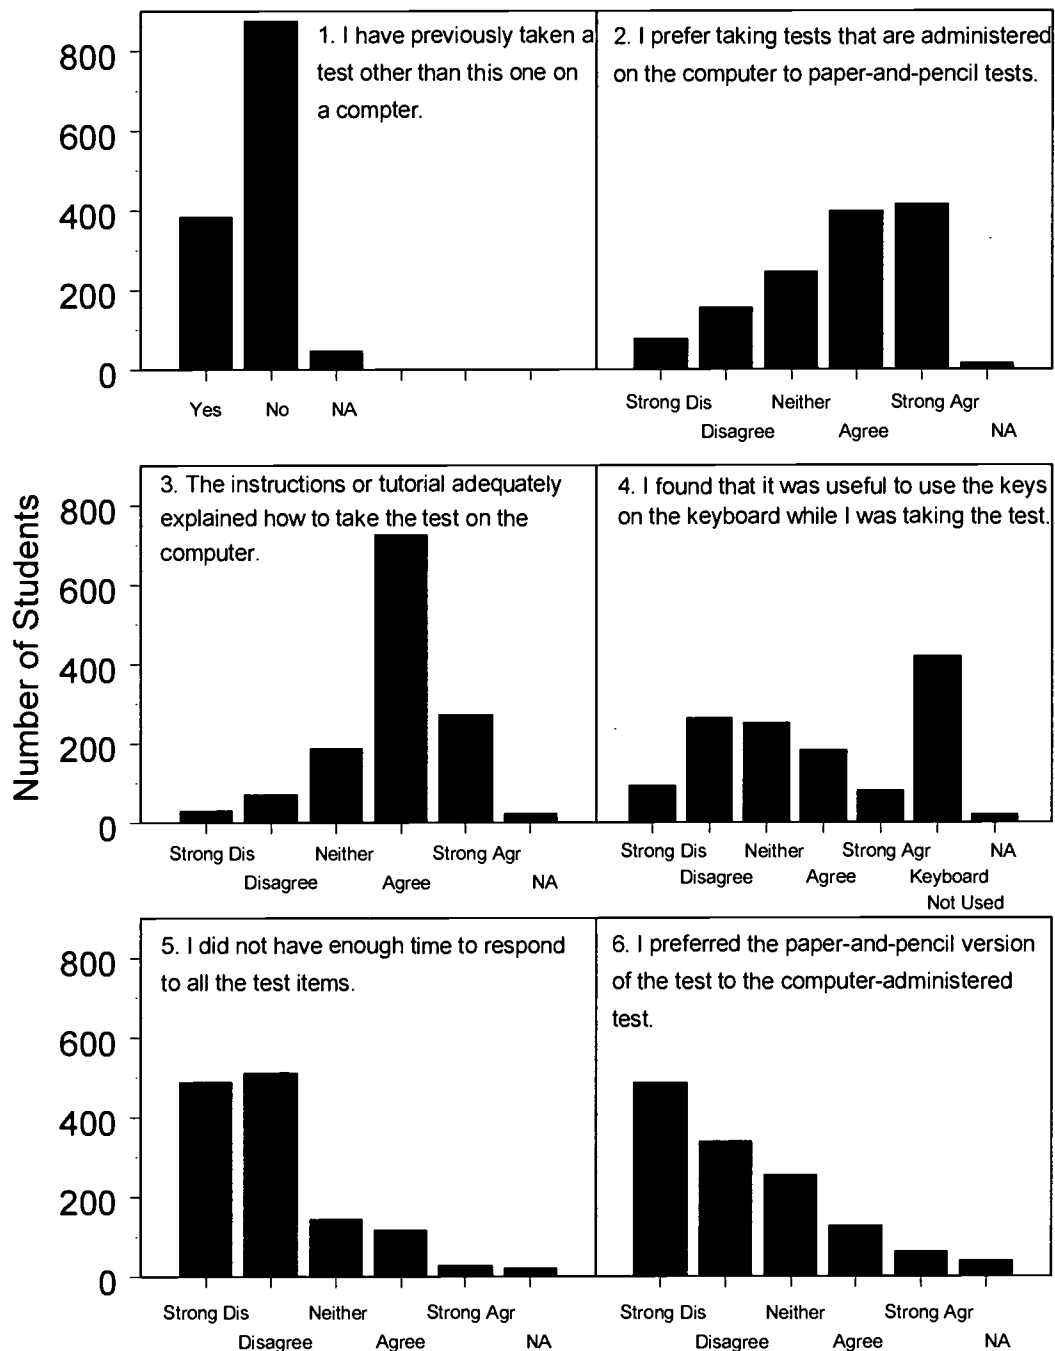 1. I have previously taken a
test other than this one on
a compter.
2. I prefer taking tests that are administered
on the computer to paper-and-pencil tests.
800
600
400
200
0
Yes No NA
Strong Dis Neither Strong Agr
Disagree Agree NA
Number of Students
3. The instructions or tutorial adequately
explained how to take the test on the
computer.
4. I found that it was useful to use the keys
on the keyboard while I was taking the test.
800
600
400
200
0
Strong Dis Neither Strong Agr
Disagree Agree NA
Strong Dis Neither Strong Agr NA
Disagree Agree Keyboard
Not Used
5. I did not have enough time to respond
to all the test items.
6. I preferred the paper-and-pencil version
of the test to the computer-administered
test.
800
600
400
200
0
Strong Dis Neither Strong Agr
Disagree Agree NA
Strong Dis Neither Strong Agr
Disagree Agree NA